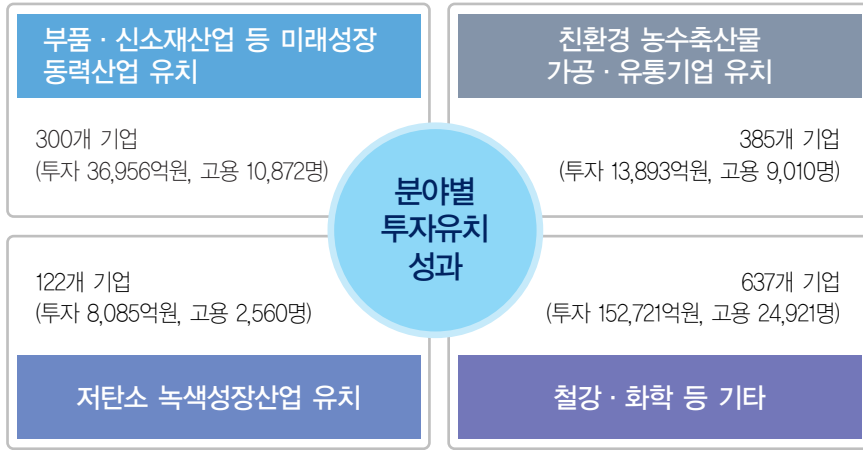 부품 · 신소재산업 등 미래성장
동력산업 유치
300개 기업
(투자 36,956억원, 고용 10,872명)
친환경 농수축산물
가공 · 유통기업 유치
385개 기업
(투자 13,893억원, 고용 9,010명)
분야별
투자유치
성과
122개 기업
(투자 8,085억원, 고용 2,560명)
저탄소 녹색성장산업 유치
637개 기업
(투자 152,721억원, 고용 24,921명)
철강 · 화학 등 기타